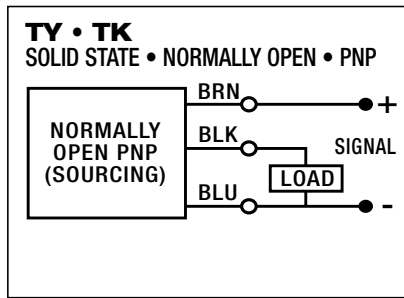 TY • TK
SOLID STATE • NORMALLY OPEN • PNP
BRN
+
NORMALLY
OPEN PNP
(SOURCING)
BLK
SIGNAL
LOAD
BLU
-